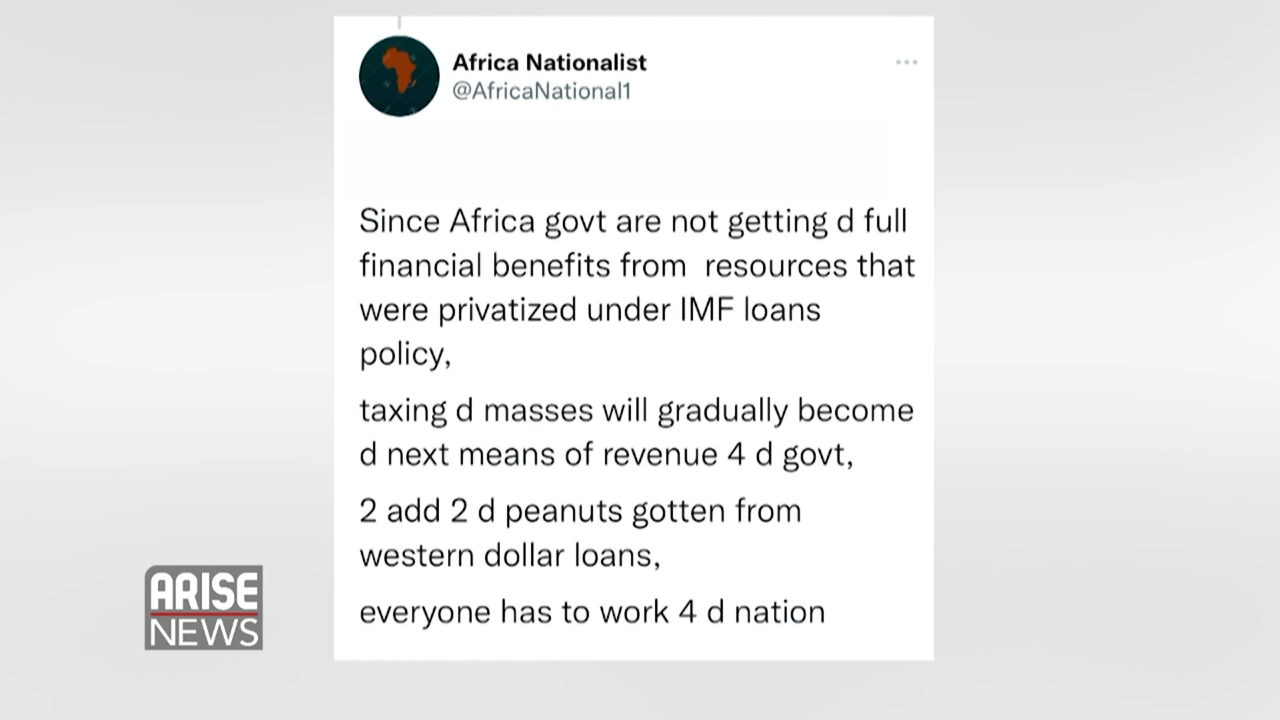 Africa Nationalist
@AfricaNational1
Since Africa govt are not getting d full
financial benefits from  resources that
were privatized under IMF loans
policy,
taxing d masses will gradually become
d next means of revenue 4 d govt,
2 add 2 d peanuts gotten from
western dollar loans,
everyone has to work 4 d nation
ARISE
NEWS